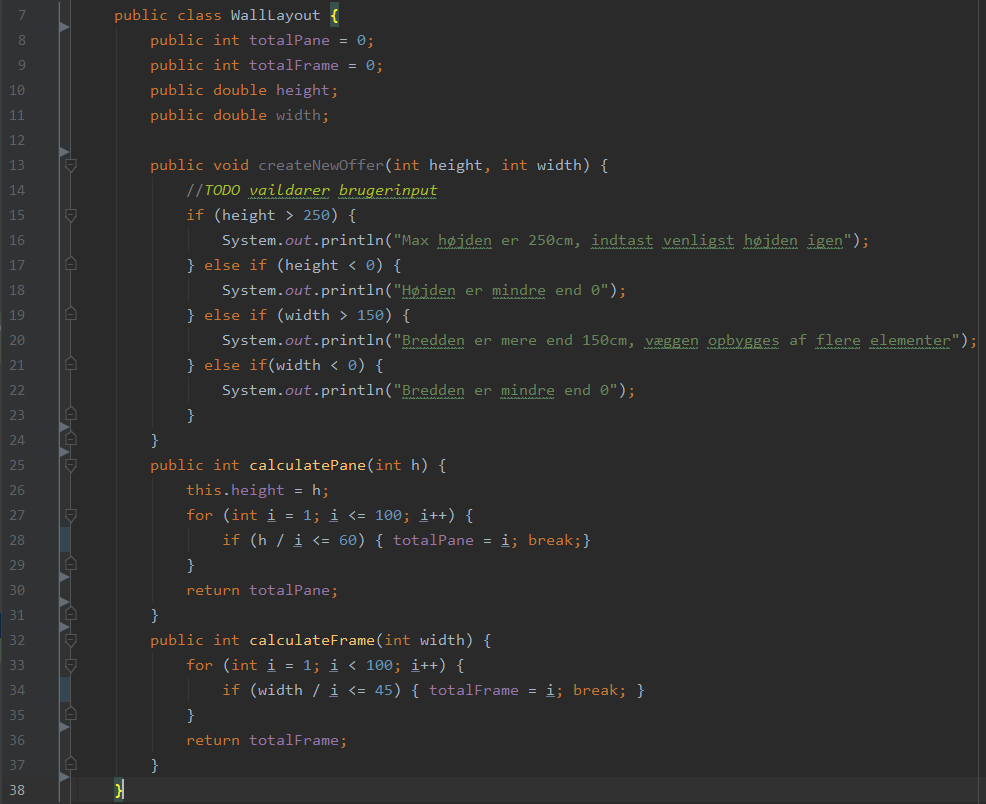 7 public class WallLayout {
8 public int totalPane = 0;
9 public int totalFrame = 0;
10 public double height;
11 public double width;
12
13 public void createNewOffer(int height, int width) {
14 //TODO vaildarer brugerinput
15 if (height > 250) {
16 System.out.println("Max højden er 250cm, indtast venligst højden igen");
17 } else if (height < 0) {
18 System.out.println("Højden er mindre end 0");
19 } else if (width > 150) {
20 System.out.println("Bredden er mere end 150cm, væggen opbygges af flere elementer");
21 } else if(width < 0) {
22 System.out.println("Bredden er mindre end 0");
23 }
24 }
25 public int calculatePane(int h) {
26 this.height = h;
27 for (int i = 1; i <= 100; i++) {
28 if (h / i <= 60) { totalPane = i; break;}
29 }
30 return totalPane;
31 }
32 public int calculateFrame(int width) {
33 for (int i = 1; i < 100; i++) {
34 if (width / i <= 45) { totalFrame = i; break; }
35 }
36 return totalFrame;
37 }
38 }